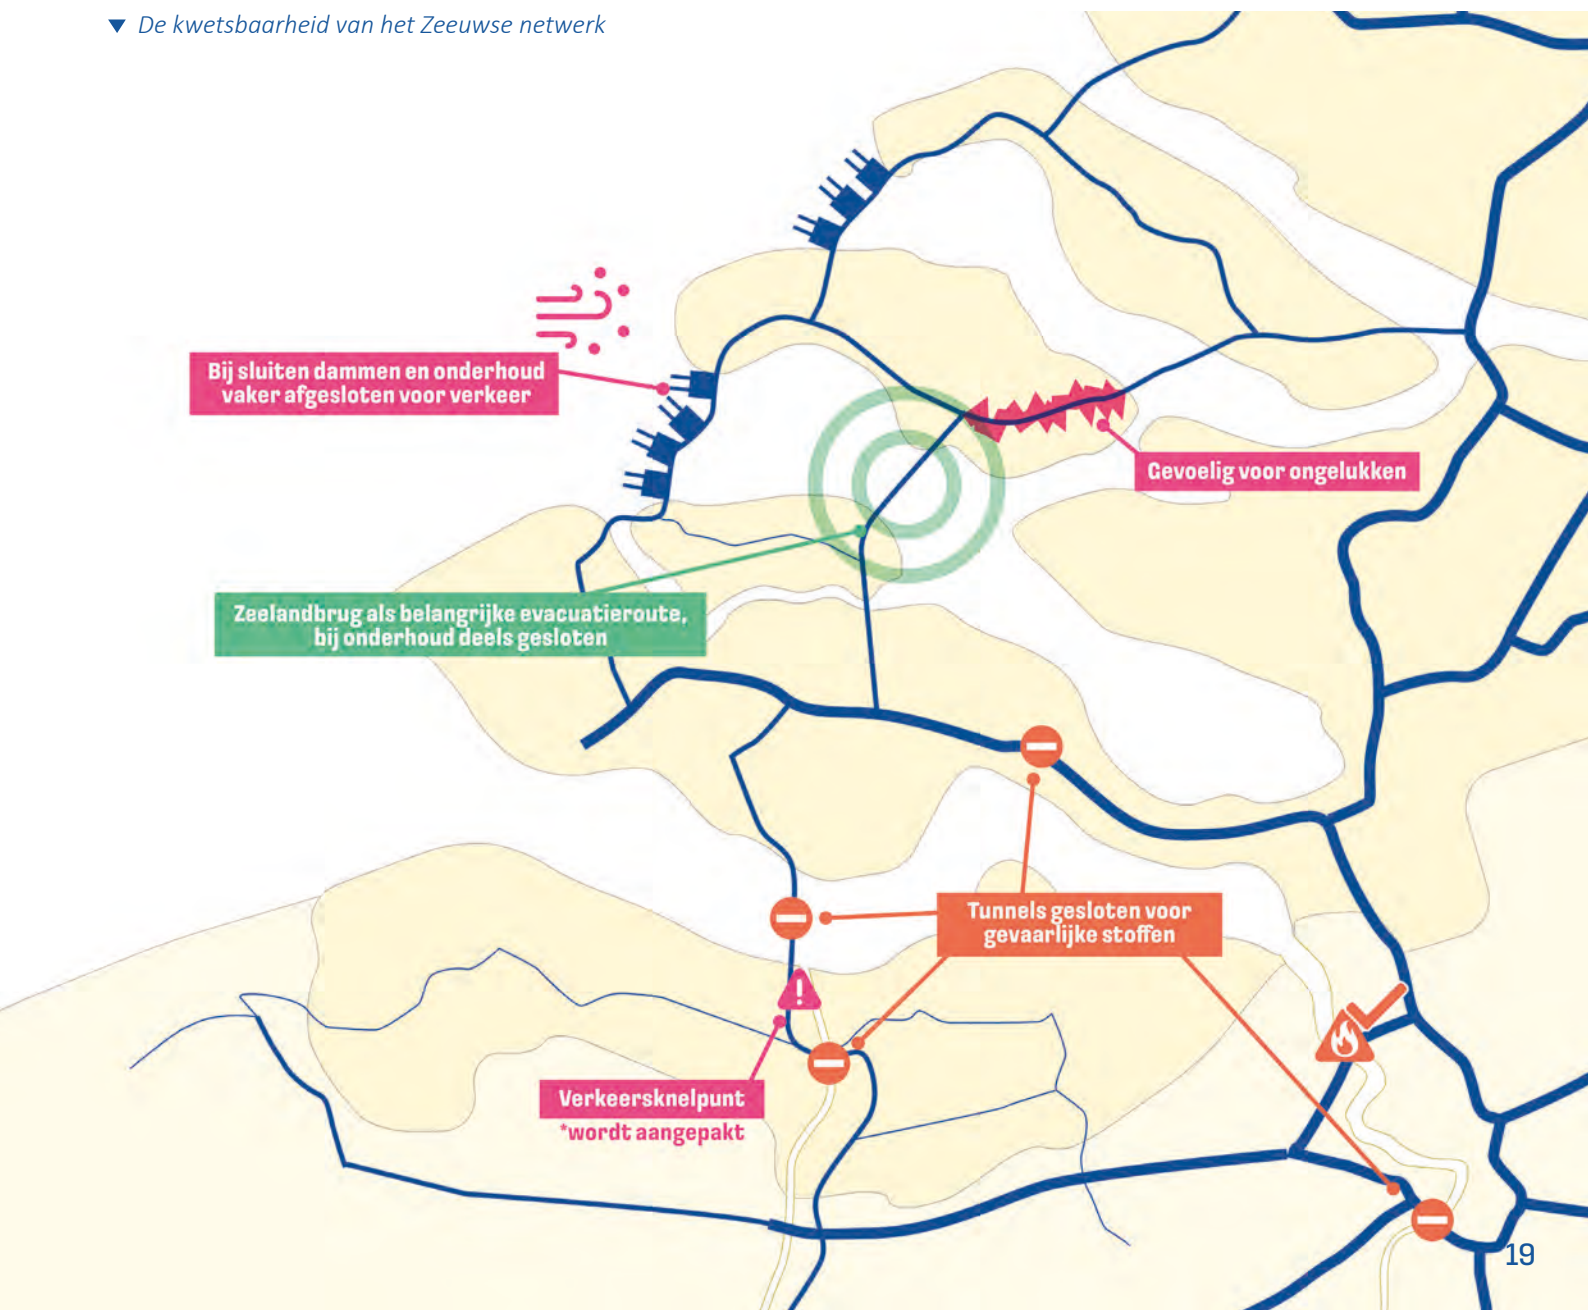 De kwetsbaarheid van het Zeeuwse netwerk
Bij sluiten dammen en onderhoud
vaker afgesloten voor verkeer
Gevoelig voor ongelukken
Zeelandbrug als belangrijke evacuatieroute,
bij onderhoud deels gesloten
Tunnels gesloten voor
gevaarlijke stoffen
Verkeersknelpunt
*wordt aangepakt
19